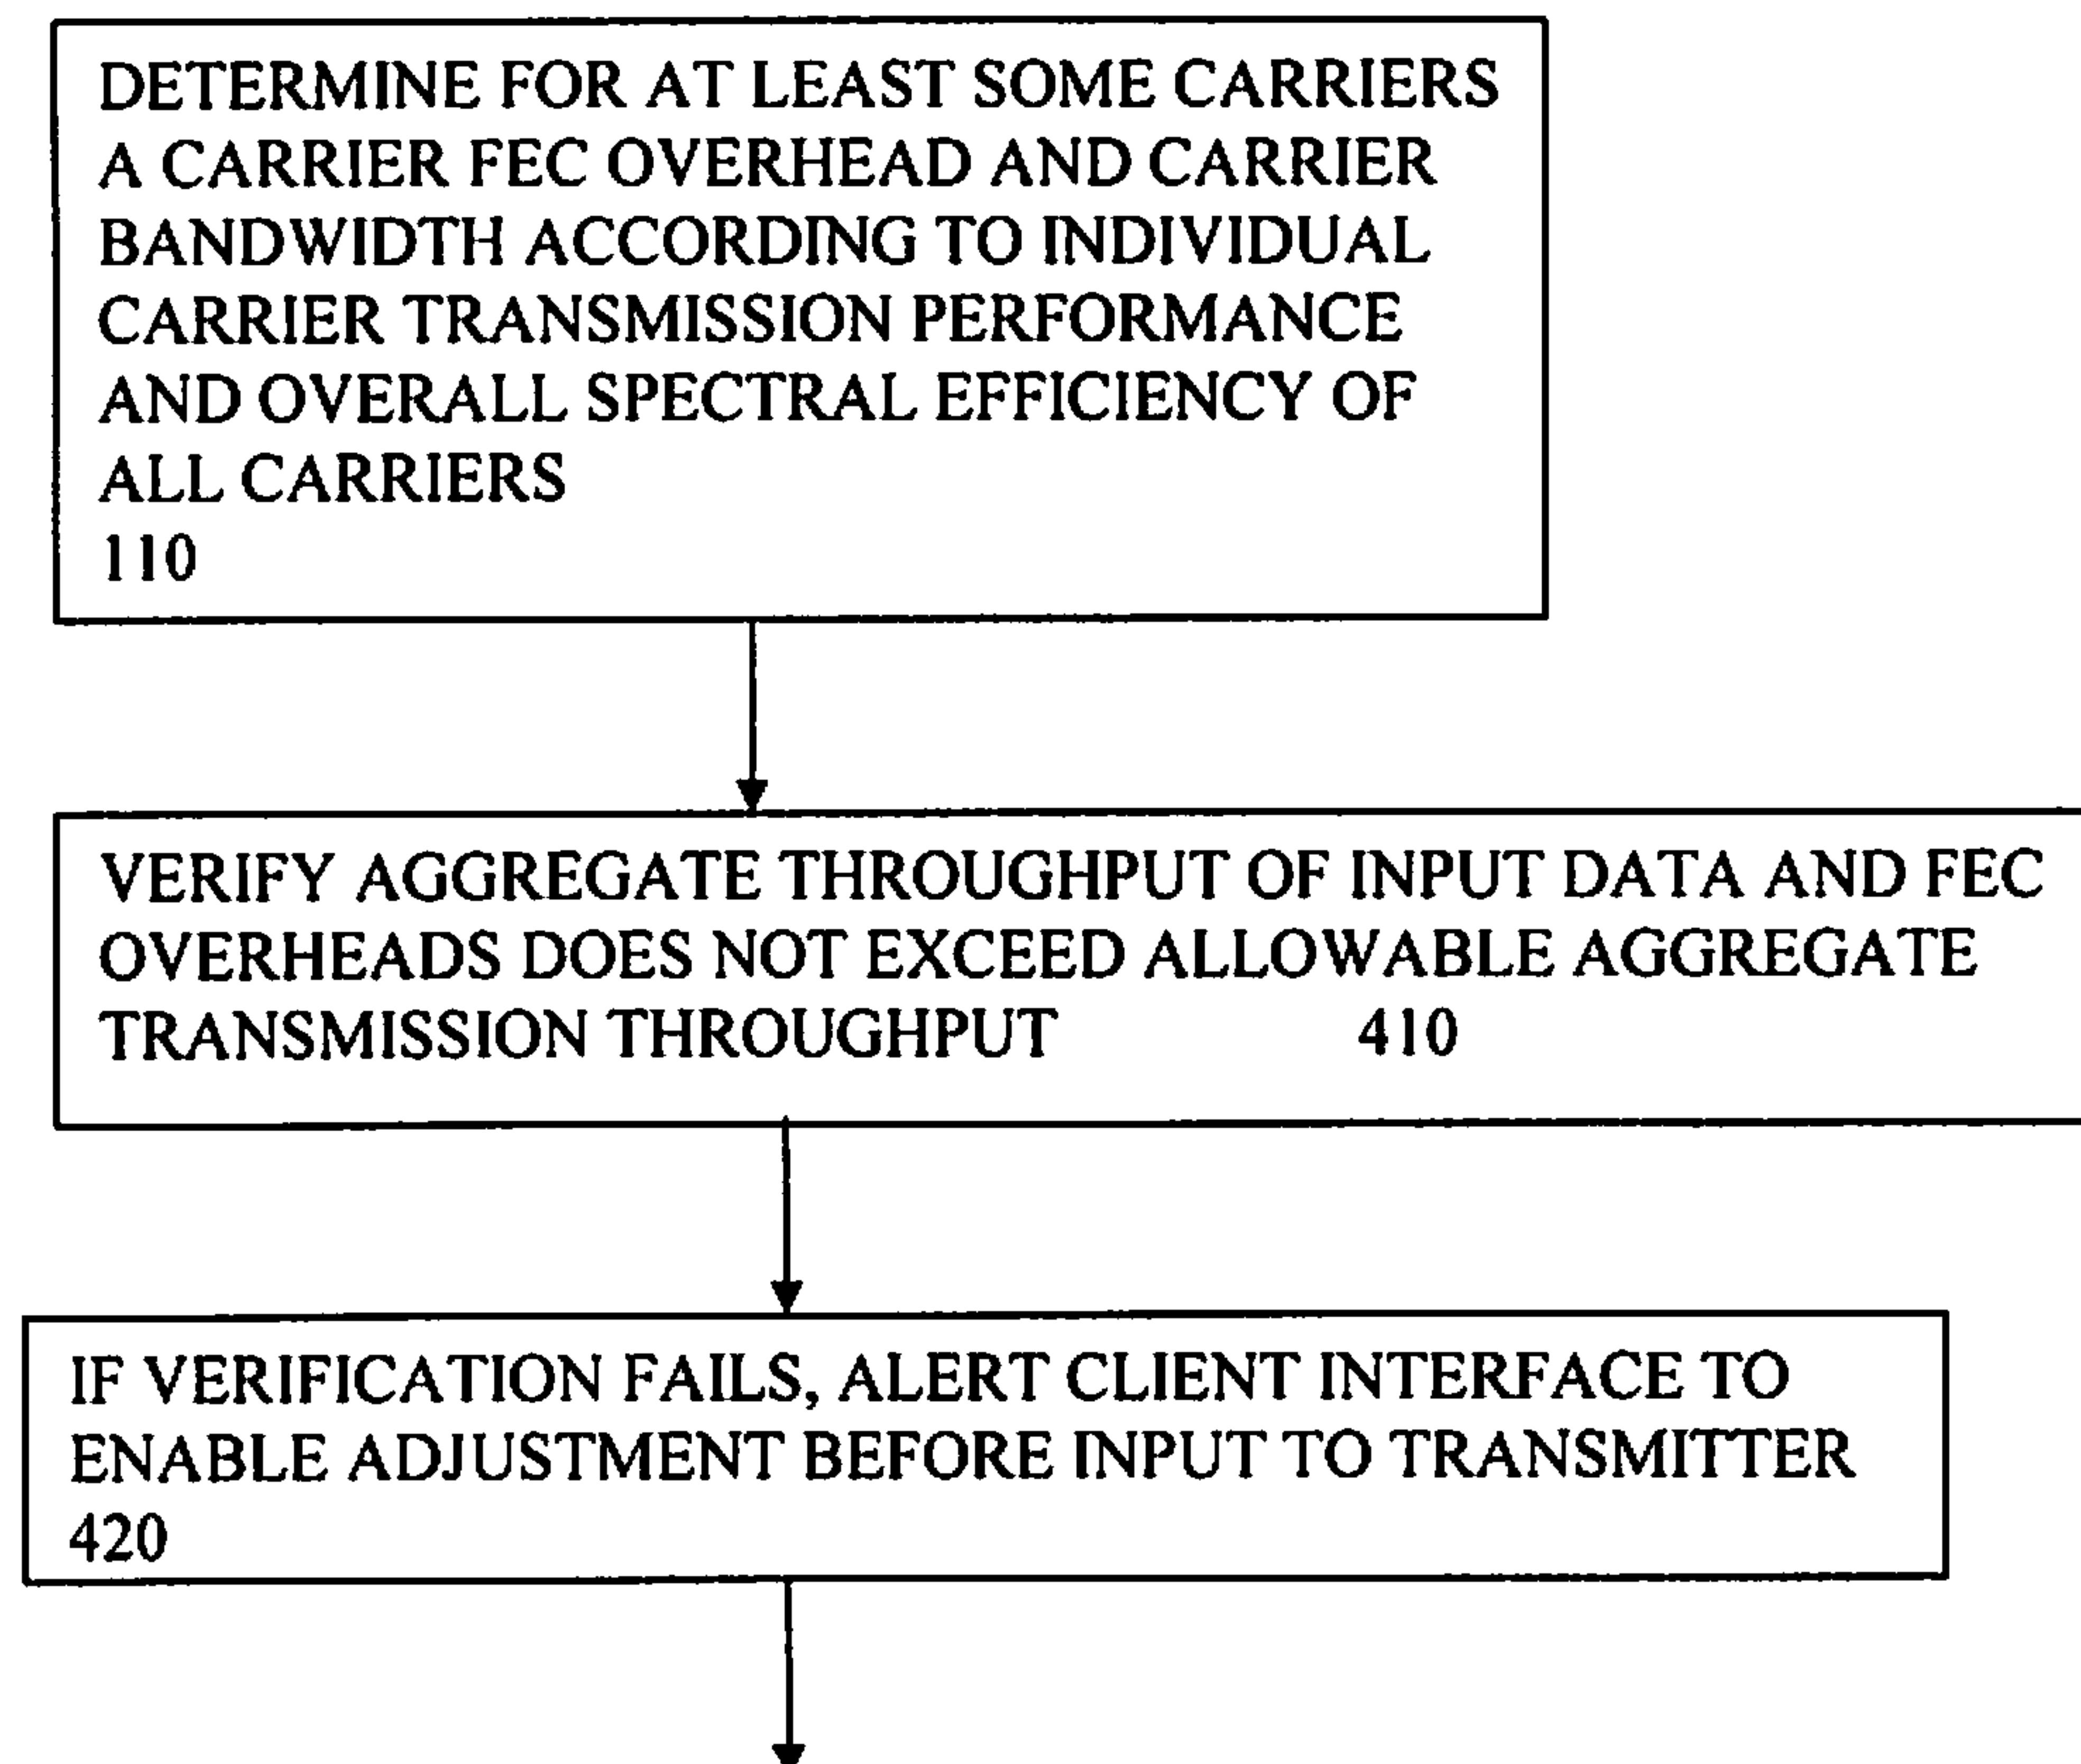 DETERMINE FOR AT LEAST SOME CARRIERS
A CARRIER FEC OVERHEAD AND CARRIER
BANDWIDTH ACCORDING TO INDIVIDUAL
CARRIER TRANSMISSION PERFORMANCE
AND OVERALL SPECTRAL EFFICIENCY OF
ALL CARRIERS
110
VERIFY AGGREGATE THROUGHPUT OF INPUT DATA AND FEC
OVERHEADS DOES NOT EXCEED ALLOWABLE AGGREGATE
TRANSMISSION THROUGHPUT 410
IF VERIFICATION FAILS, ALERT CLIENT INTERFACE TO
ENABLE ADJUSTMENT BEFORE INPUT TO TRANSMITTER
420